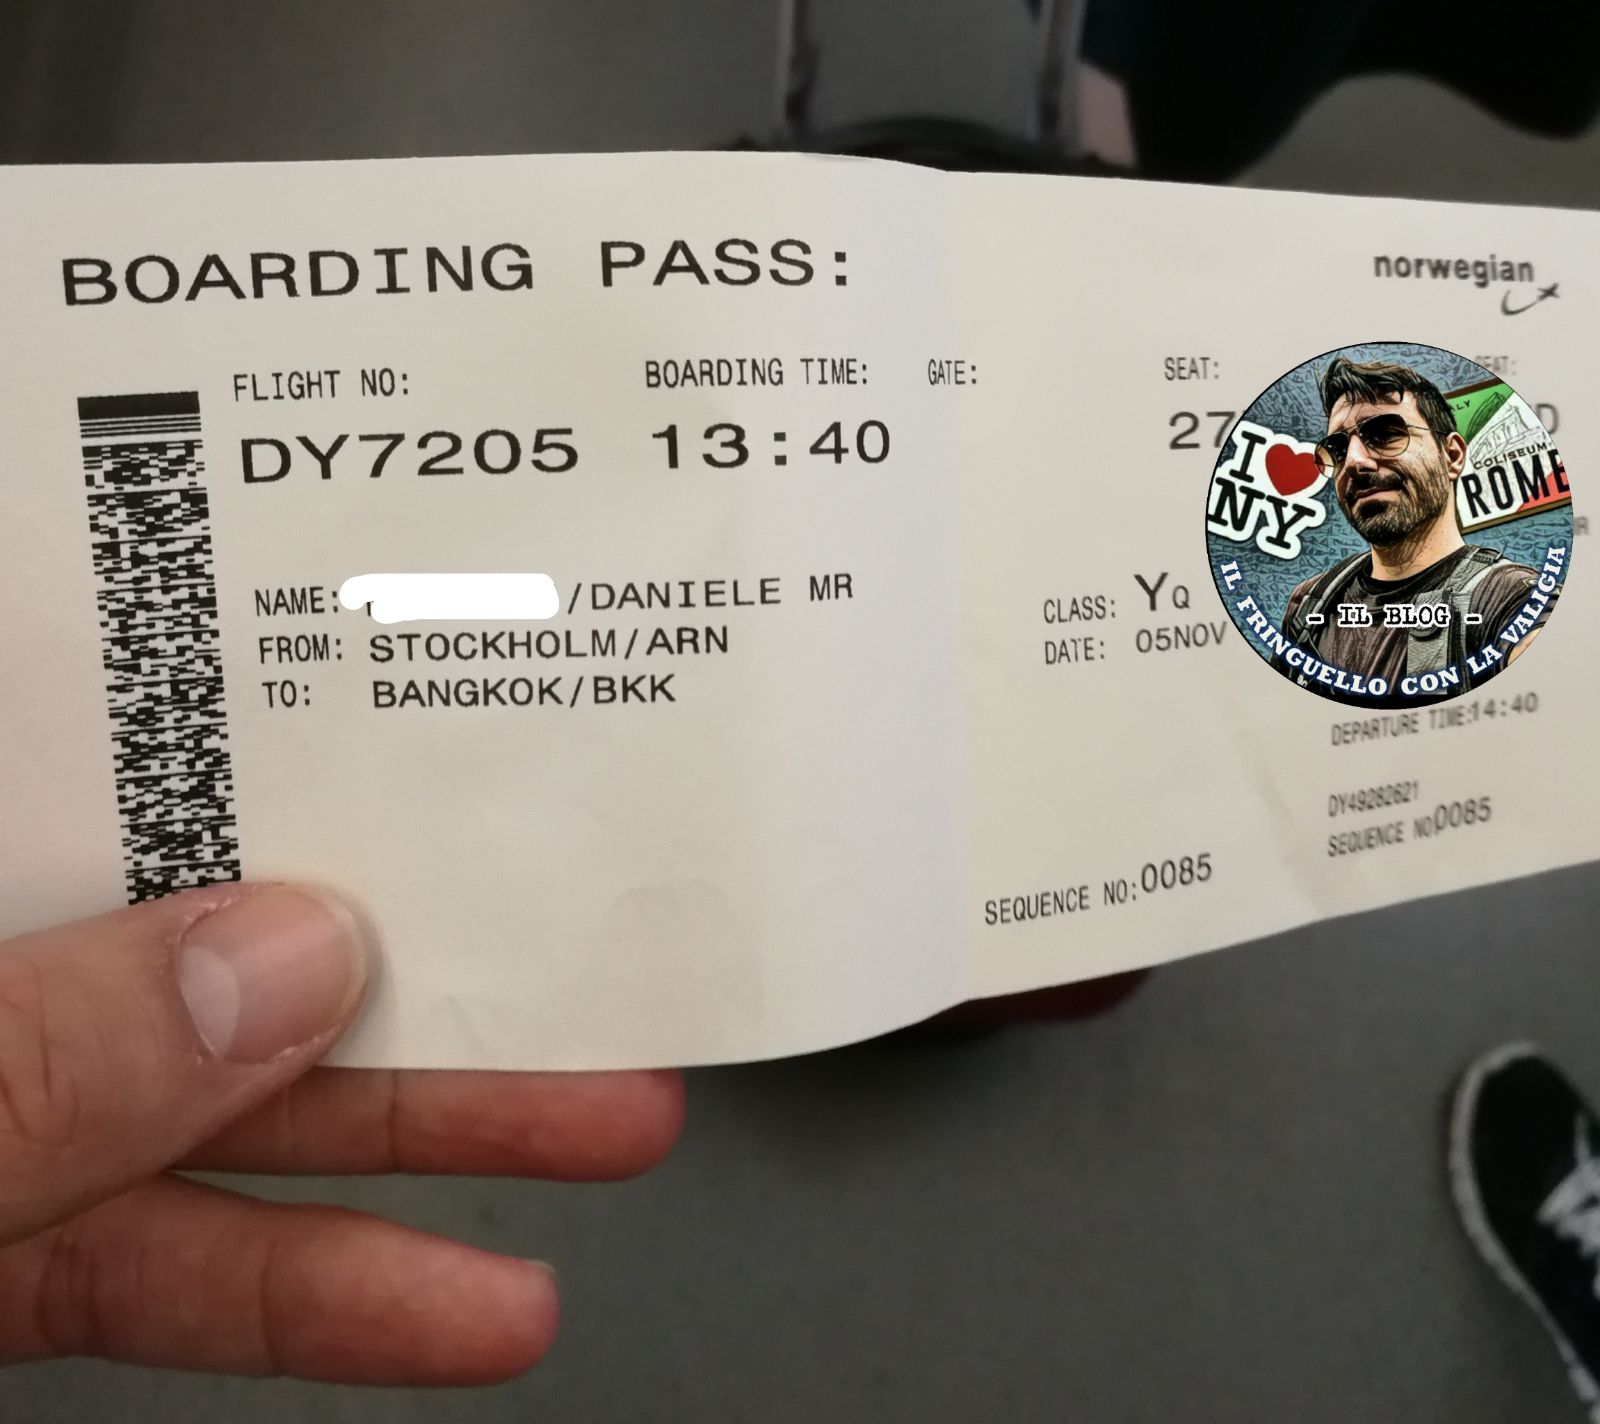 BOARDING PASS:
norwegian
FLIGHT NO:
BOARDING TIME:
GATE:
SEAT:
DY7205
13:40
27
D
NAME:
/DANIELE MR
FROM: STOCKHOLM/ARN
TO: BANGKOK/BKK
CLASS: YQ
DATE: 05NOV
I ♥
NY
COLISEUM
ROME
- IL BLOG -
IL FRINGUELLO CON LA VALIGIA
DEPARTURE TIME:14:40
DY49282621
SEQUENCE NO:0085
SEQUENCE NO:0085